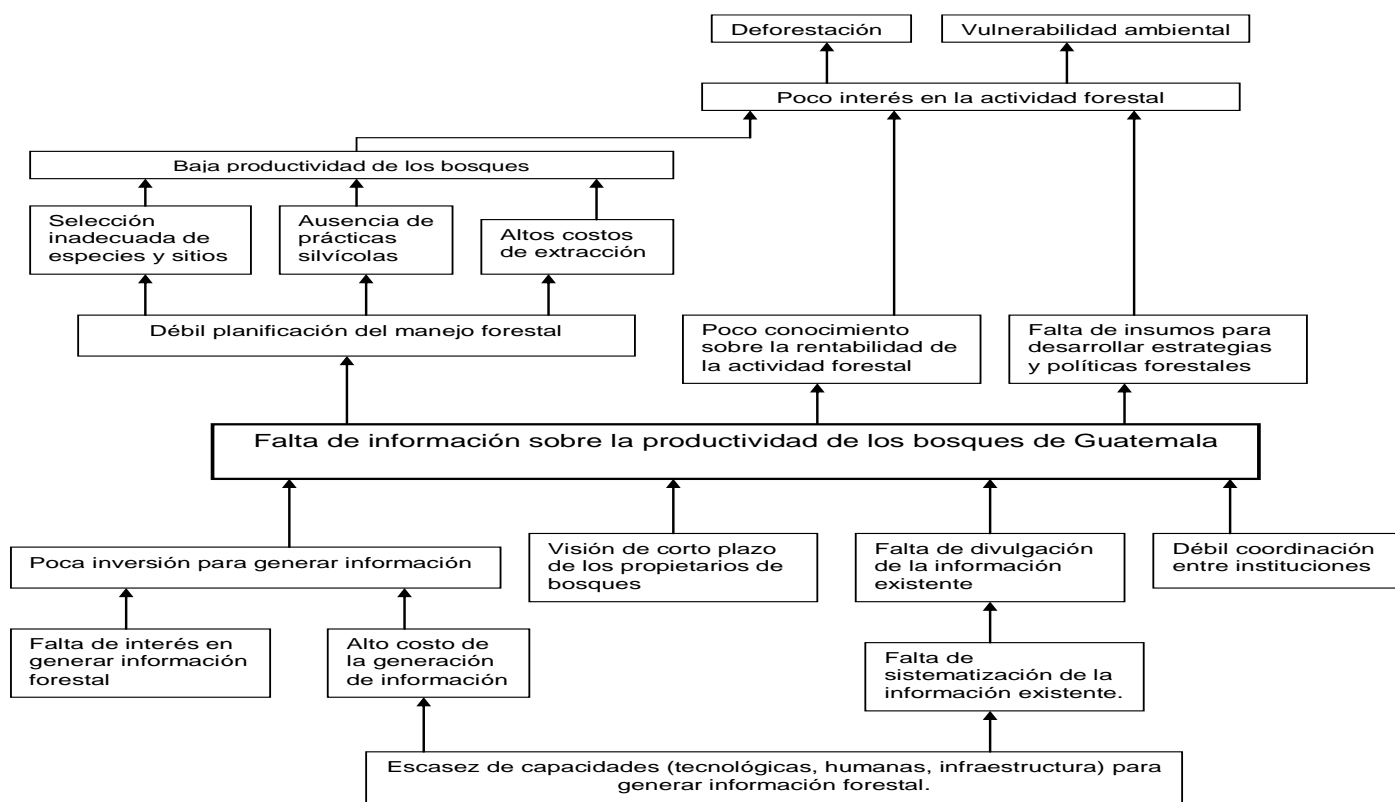 Deforestación
Vulnerabilidad ambiental
Poco interés en la actividad forestal
Baja productividad de los bosques
Selección
inadecuada de
especies y sitios
Ausencia de
prácticas
silvícolas
Altos costos
de extracción
Débil planificación del manejo forestal
Poco conocimiento
sobre la rentabilidad de
la actividad forestal
Falta de insumos para
desarrollar estrategias
y políticas forestales
Falta de información sobre la productividad de los bosques de Guatemala
Poca inversión para generar información
Visión de corto plazo
de los propietarios de
bosques
Falta de divulgación
de la información
existente
Débil coordinación
entre instituciones
Falta de interés en
generar información
forestal
Alto costo de
la generación
de información
Falta de
sistematización de la
información existente.
Escasez de capacidades (tecnológicas, humanas, infraestructura) para
generar información forestal.